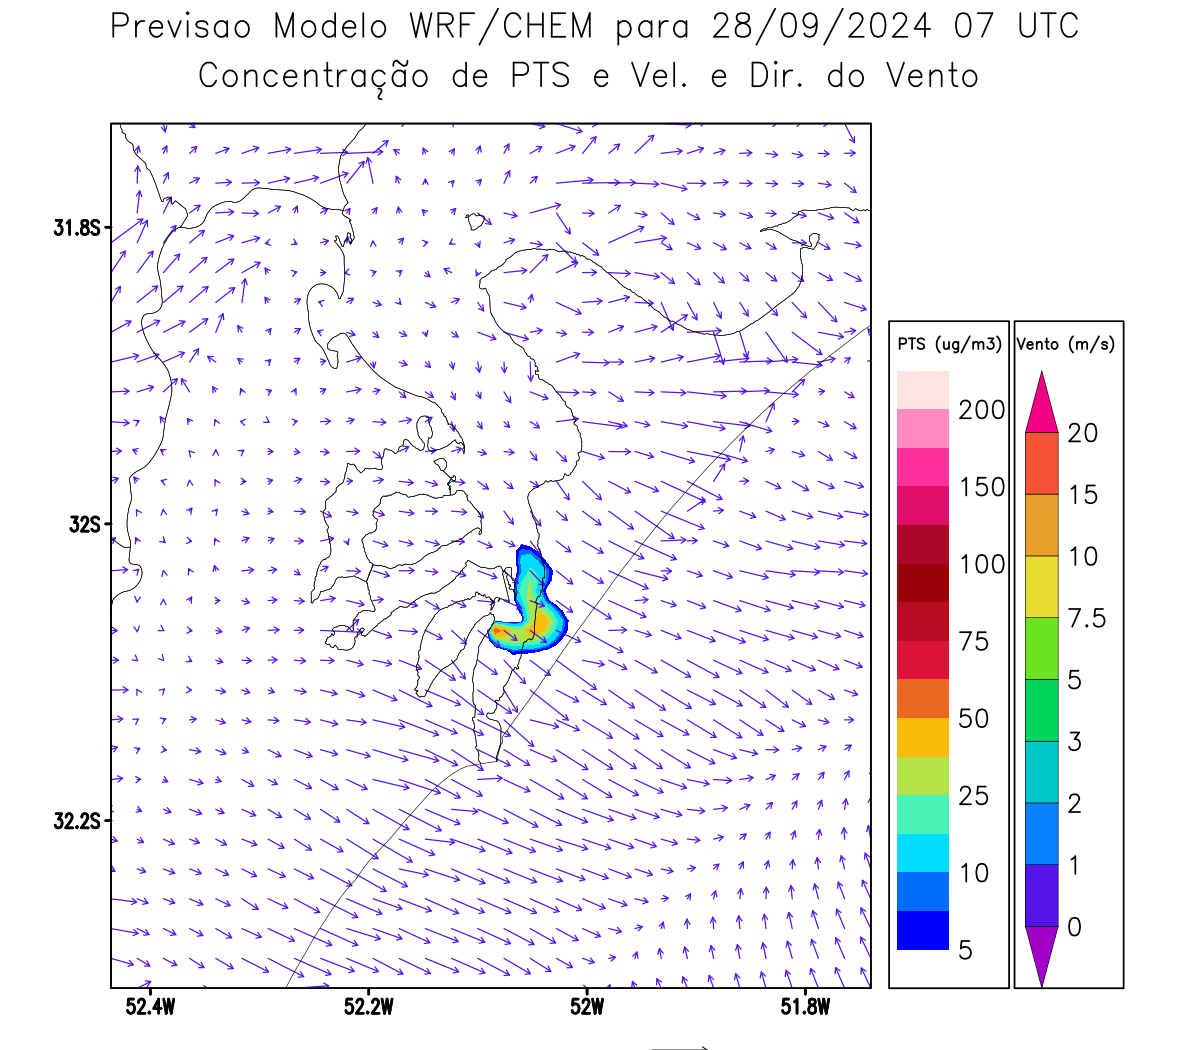 Previsao Modelo WRF/CHEM para 28/09/2024 07 UTC
Concentração de PTS e Vel. e Dir. do Vento
31.8S
32S
32.2S
52.4W 52.2W 52W 51.8W
PTS (ug/m3)
200
150
100
75
50
25
10
5
Vento (m/s)
20
15
10
7.5
5
3
2
1
0